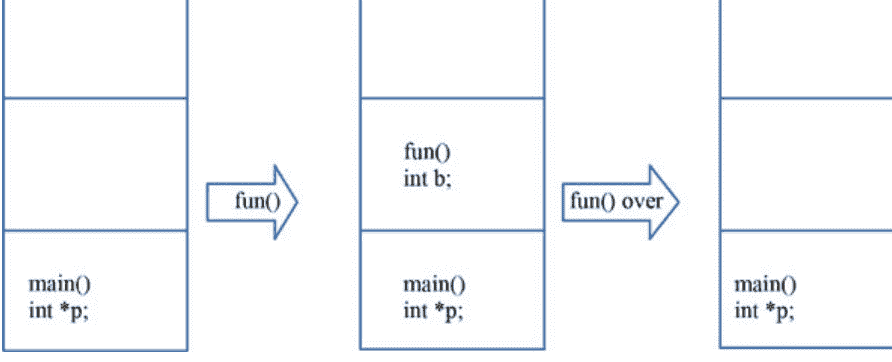 main()
int *p;
fun()
fun()
int b;
main()
int *p;
fun() over
main()
int *p;